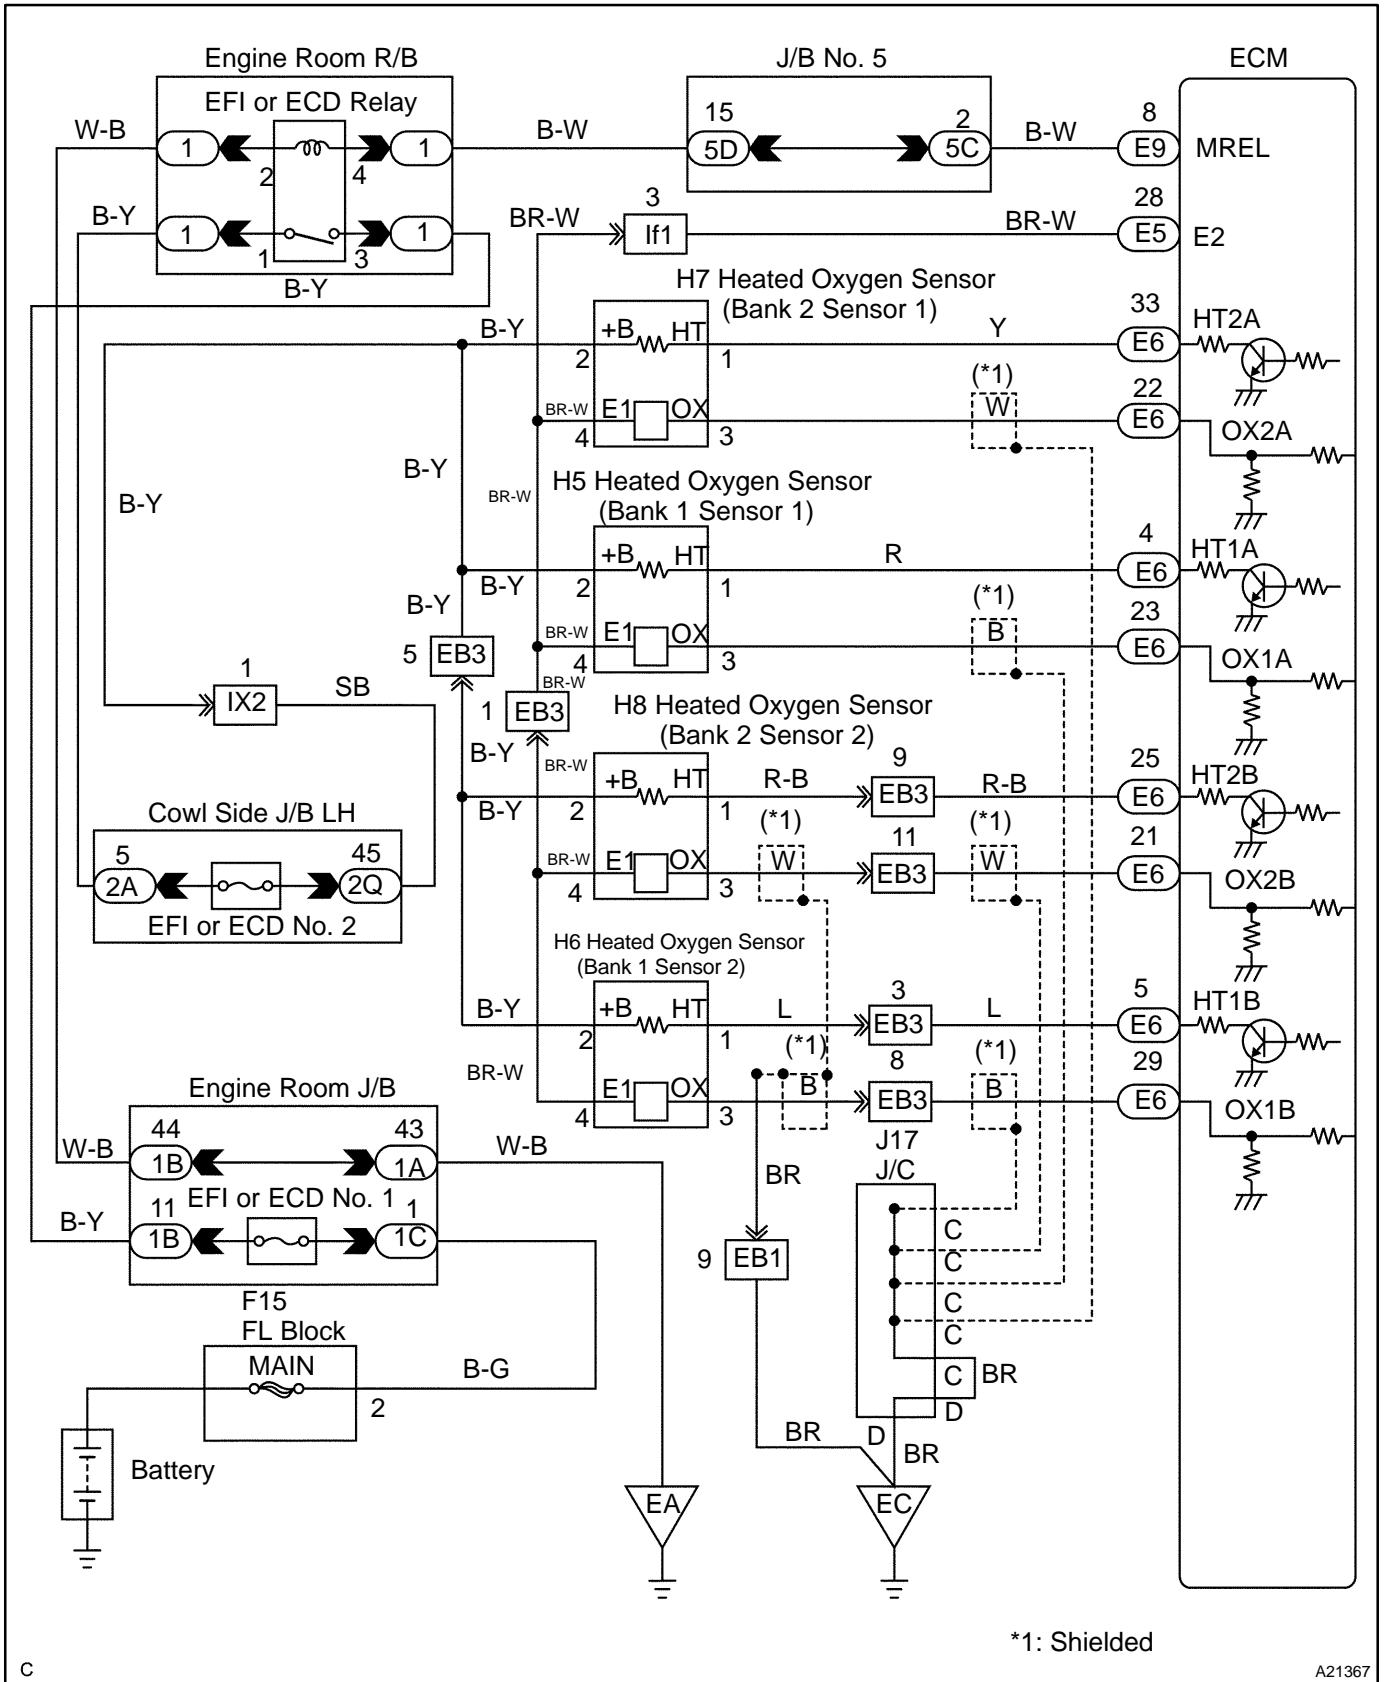 Engine Room R/B
J/B No. 5
ECM
EFI or ECD Relay
W-B
1
2
4
1
B-W
15
5D
2
5C
B-W
8
E9
MREL
B-Y
1
1
3
1
B-Y
BR-W
3
If1
BR-W
28
E5
E2
H7 Heated Oxygen Sensor
(Bank 2 Sensor 1)
B-Y
2
+B
HT
1
Y
33
E6
HT2A
BR-W
4
E1
OX
3
(*1)
W
22
E6
OX2A
B-Y
B-Y
BR-W
H5 Heated Oxygen Sensor
(Bank 1 Sensor 1)
B-Y
2
+B
HT
1
R
4
E6
HT1A
B-Y
BR-W
4
E1
OX
3
(*1)
B
23
E6
OX1A
5
EB3
BR-W
1
EB3
1
IX2
SB
B-Y
BR-W
H8 Heated Oxygen Sensor
(Bank 2 Sensor 2)
B-Y
2
+B
HT
1
R-B
9
EB3
R-B
25
E6
HT2B
BR-W
4
E1
OX
3
(*1)
W
11
EB3
(*1)
W
21
E6
OX2B
Cowl Side J/B LH
5
2A
45
2Q
EFI or ECD No. 2
H6 Heated Oxygen Sensor
(Bank 1 Sensor 2)
B-Y
2
+B
HT
1
L
3
EB3
L
5
E6
HT1B
BR-W
4
E1
OX
3
(*1)
B
8
EB3
(*1)
B
29
E6
OX1B
Engine Room J/B
W-B
44
1B
43
1A
W-B
EFI or ECD No. 1
B-Y
11
1B
1
1C
BR
9
EB1
J17
J/C
C
C
C
C
C
BR
D
D
BR
BR
F15
FL Block
MAIN
2
B-G
Battery
EA
EC
*1: Shielded
C
A21367